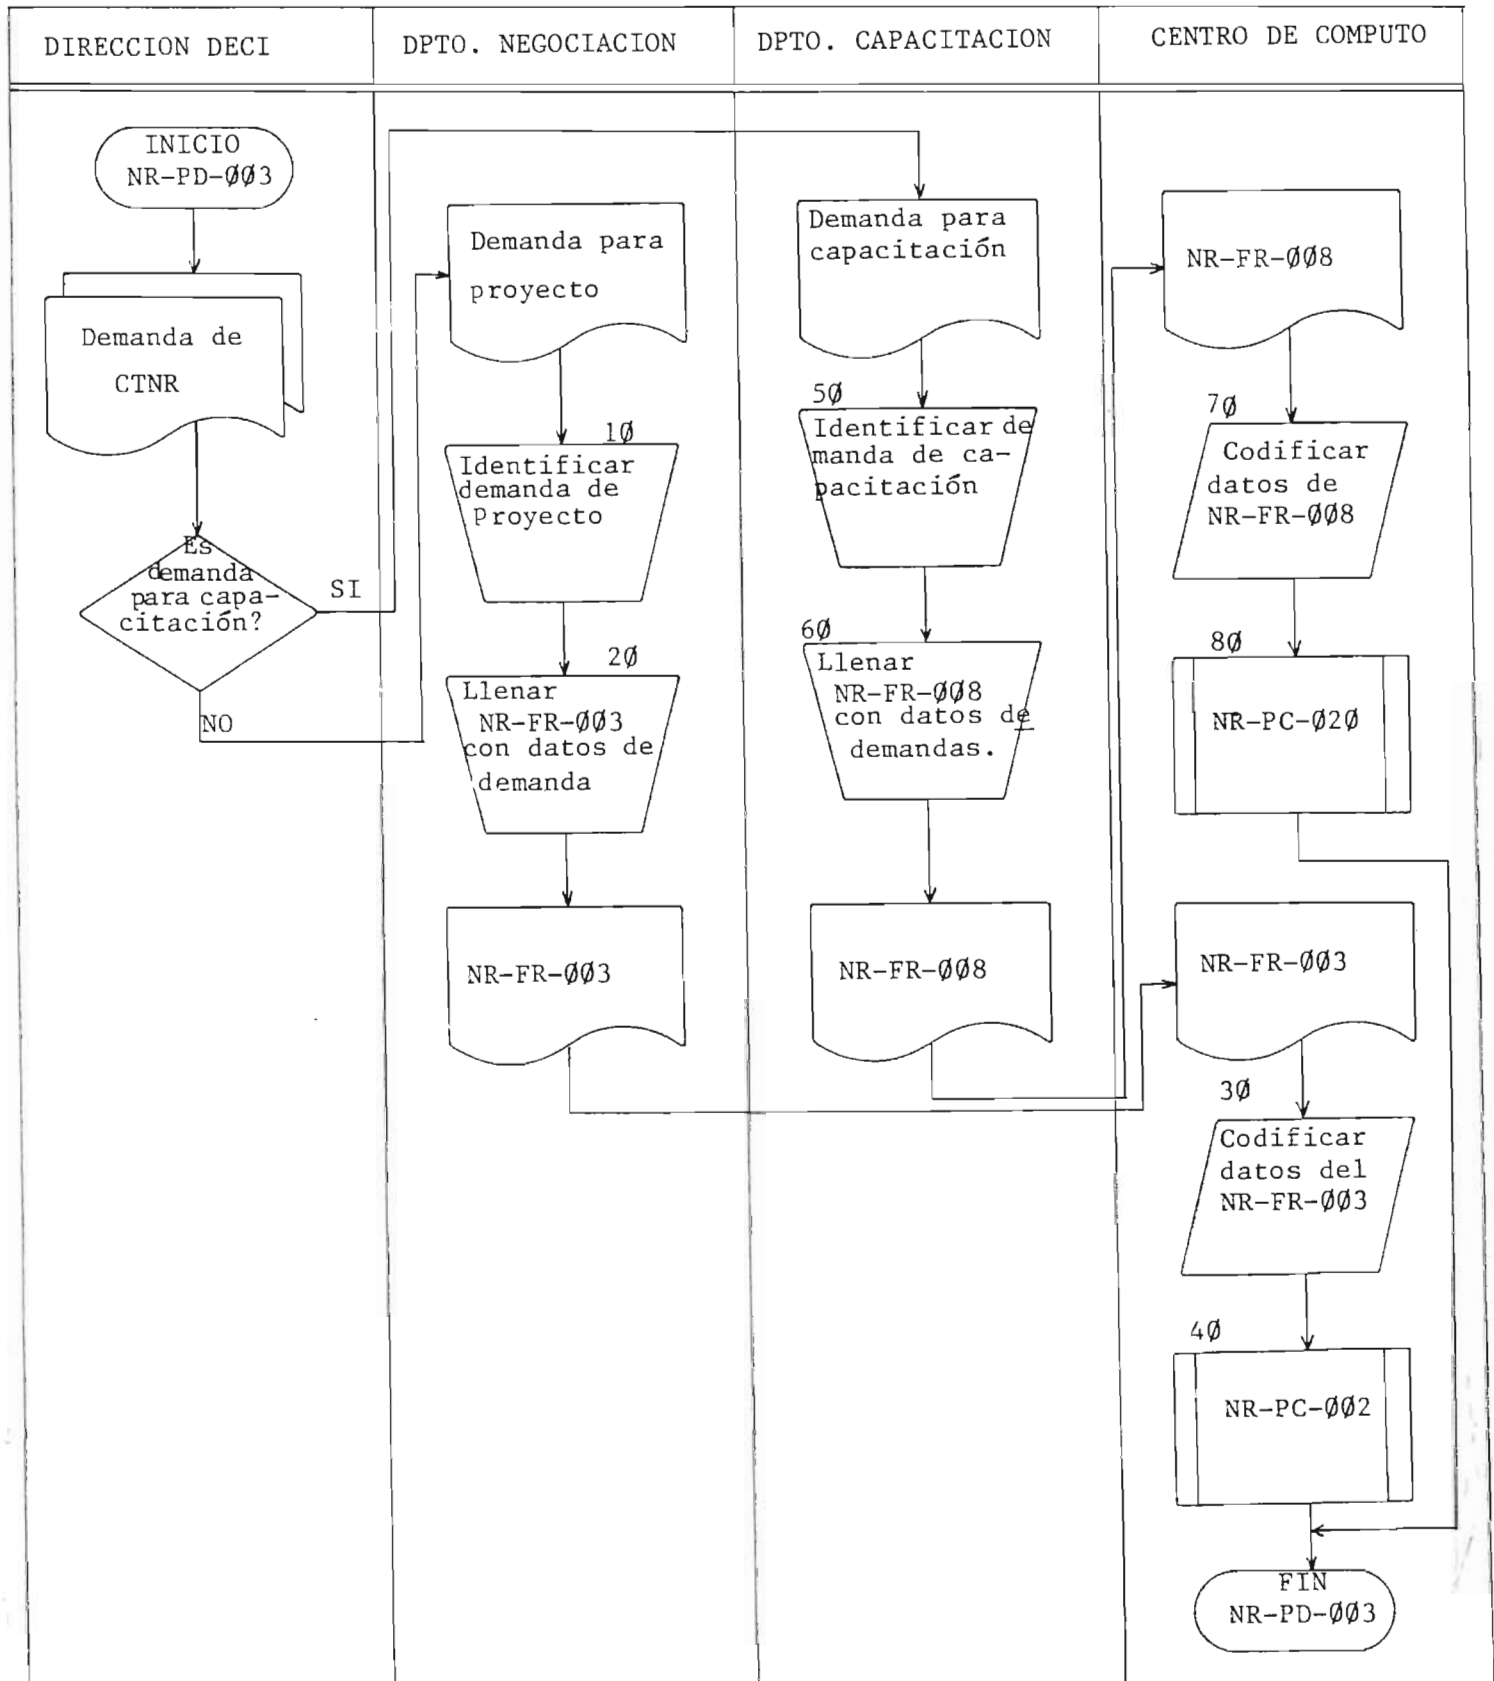 DIRECCION DECI
DPTO. NEGOCIACION
DPTO. CAPACITACION
CENTRO DE COMPUTO
INICIO
NR-PD-ØØ3
Demanda de
CTNR
Es
demanda
para capa-
citación?
SI
NO
Demanda para
proyecto
1Ø
Identificar
demanda de
Proyecto
2Ø
Llenar
NR-FR-ØØ3
con datos de
demanda
NR-FR-ØØ3
Demanda para
capacitación
5Ø
Identificar de
manda de ca-
pacitación
6Ø
Llenar
NR-FR-ØØ8
con datos de
demandas.
NR-FR-ØØ8
NR-FR-ØØ8
7Ø
Codificar
datos de
NR-FR-ØØ8
8Ø
NR-PC-Ø2Ø
NR-FR-ØØ3
3Ø
Codificar
datos del
NR-FR-ØØ3
4Ø
NR-PC-ØØ2
FIN
NR-PD-ØØ3